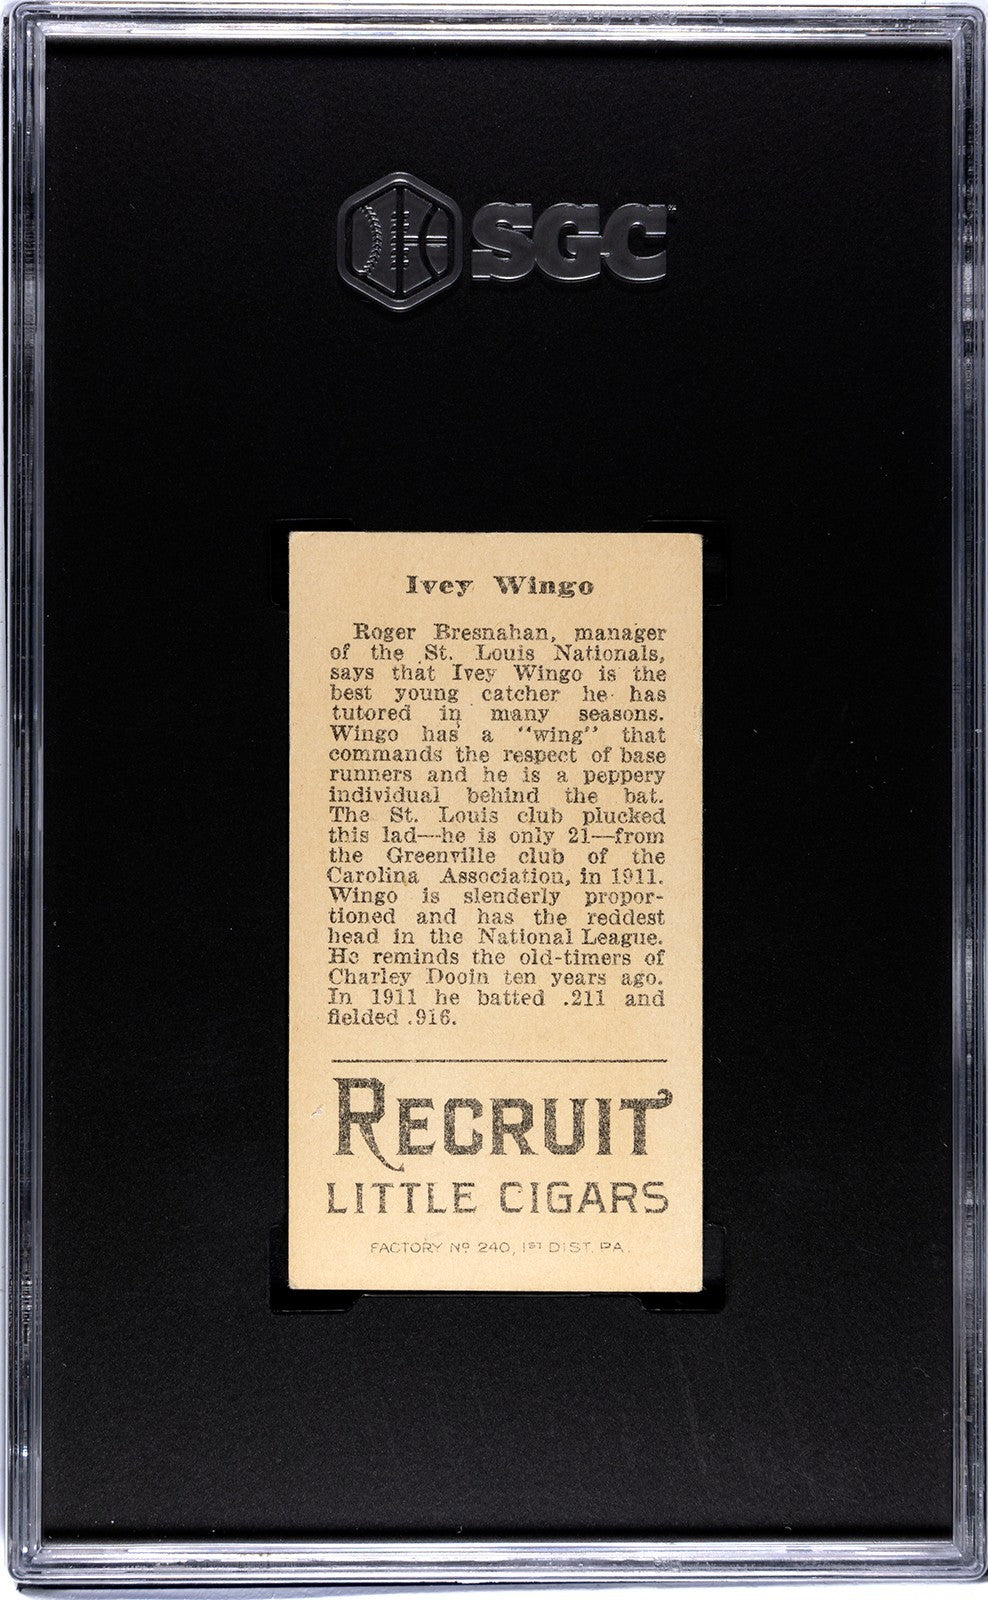 SGC
Ivey Wingo
Roger Bresnahan, manager
of the St. Louis Nationals,
says that Ivey Wingo is the
best young catcher he has
tutored in many seasons.
Wingo has a "wing" that
commands the respect of base
runners and he is a peppery
individual behind the bat.
The St. Louis club plucked
this lad—he is only 21—from
the Greenville club of the
Carolina Association, in 1911.
Wingo is slenderly propor-
tioned and has the reddest
head in the National League.
He reminds the old-timers of
Charley Dooin ten years ago.
In 1911 he batted .211 and
fielded .916.
RECRUIT
LITTLE CIGARS
FACTORY Nº 240, 1ST DIST. PA.